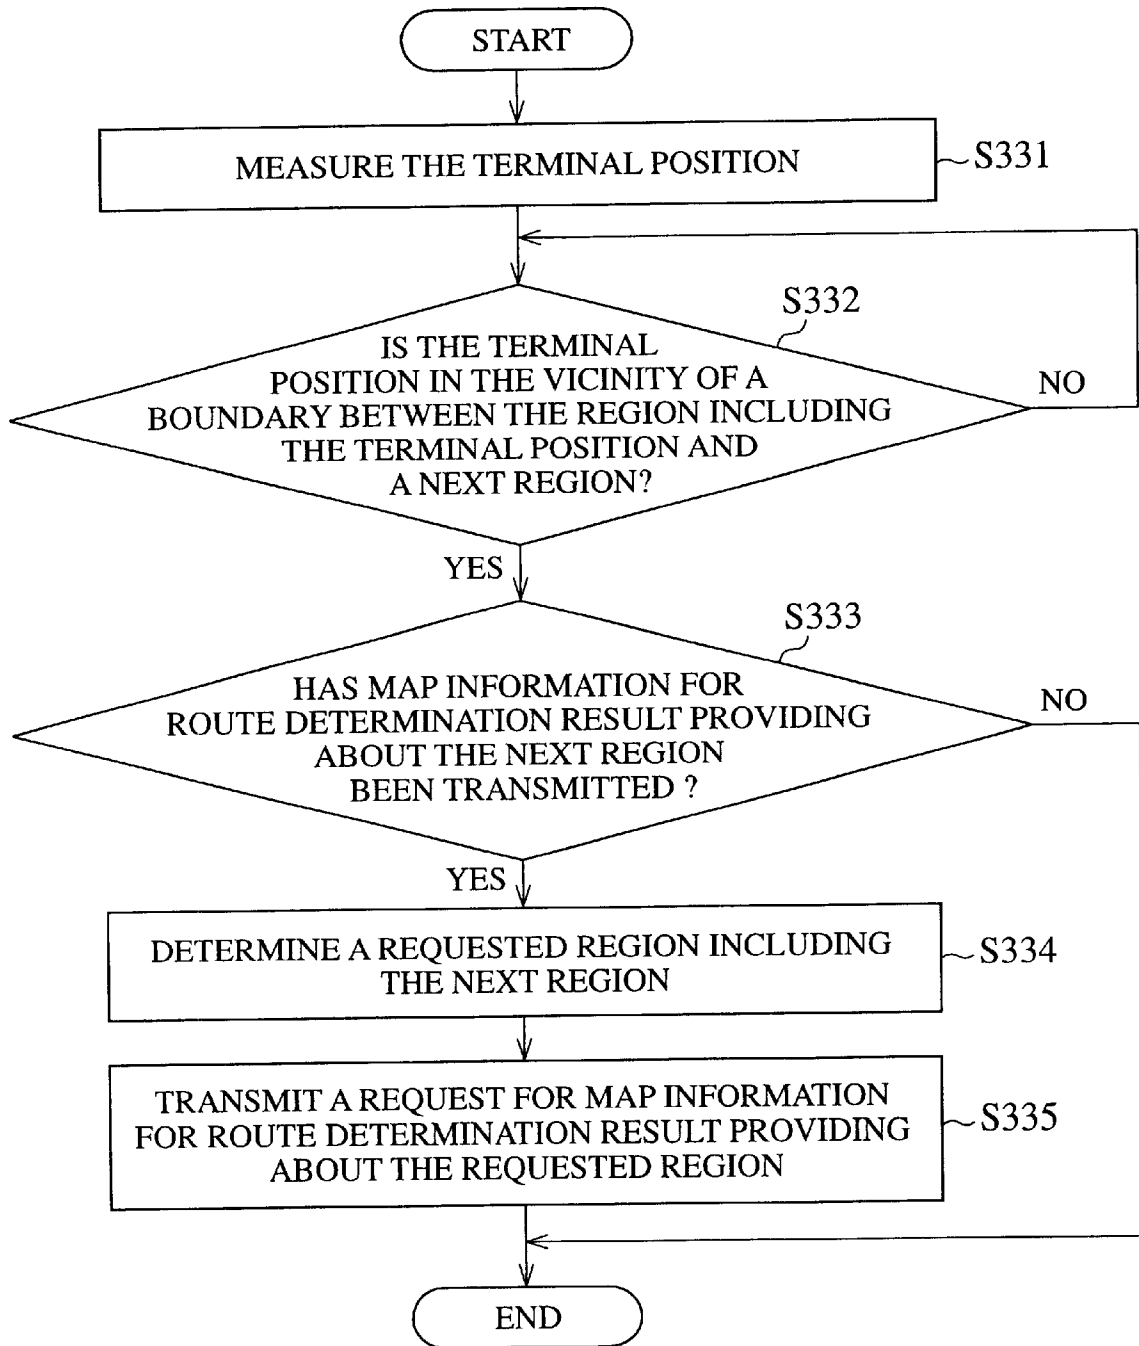 START
MEASURE THE TERMINAL POSITION
S331
S332
IS THE TERMINAL
POSITION IN THE VICINITY OF A
BOUNDARY BETWEEN THE REGION INCLUDING
THE TERMINAL POSITION AND
A NEXT REGION?
NO
YES
S333
HAS MAP INFORMATION FOR
ROUTE DETERMINATION RESULT PROVIDING
ABOUT THE NEXT REGION
BEEN TRANSMITTED ?
NO
YES
DETERMINE A REQUESTED REGION INCLUDING
THE NEXT REGION
S334
TRANSMIT A REQUEST FOR MAP INFORMATION
FOR ROUTE DETERMINATION RESULT PROVIDING
ABOUT THE REQUESTED REGION
S335
END